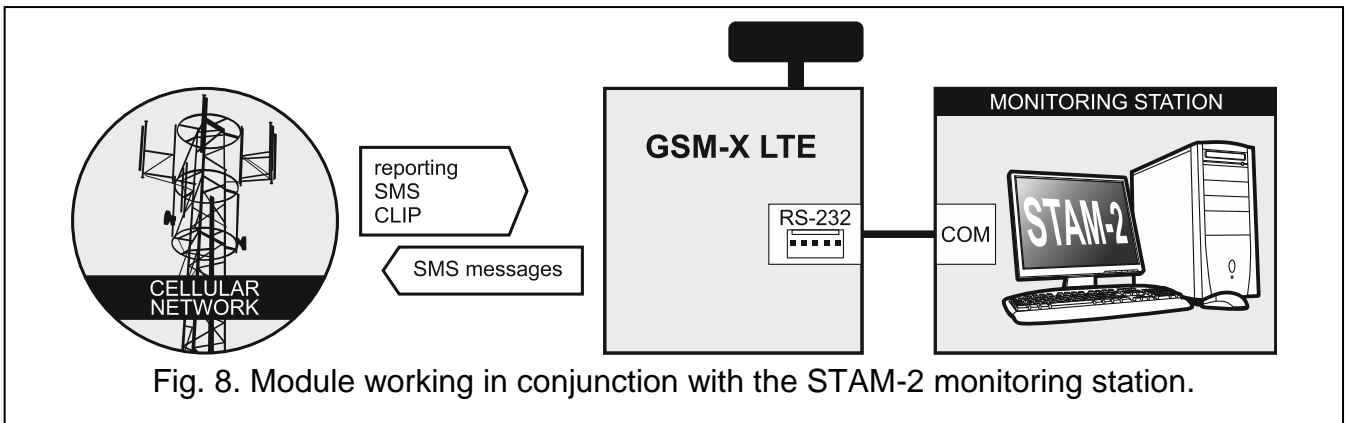 reporting
SMS
CLIP
SMS messages
CELLULAR
NETWORK
GSM-X LTE
RS-232
MONITORING STATION
COM
STAM-2
Fig. 8. Module working in conjunction with the STAM-2 monitoring station.